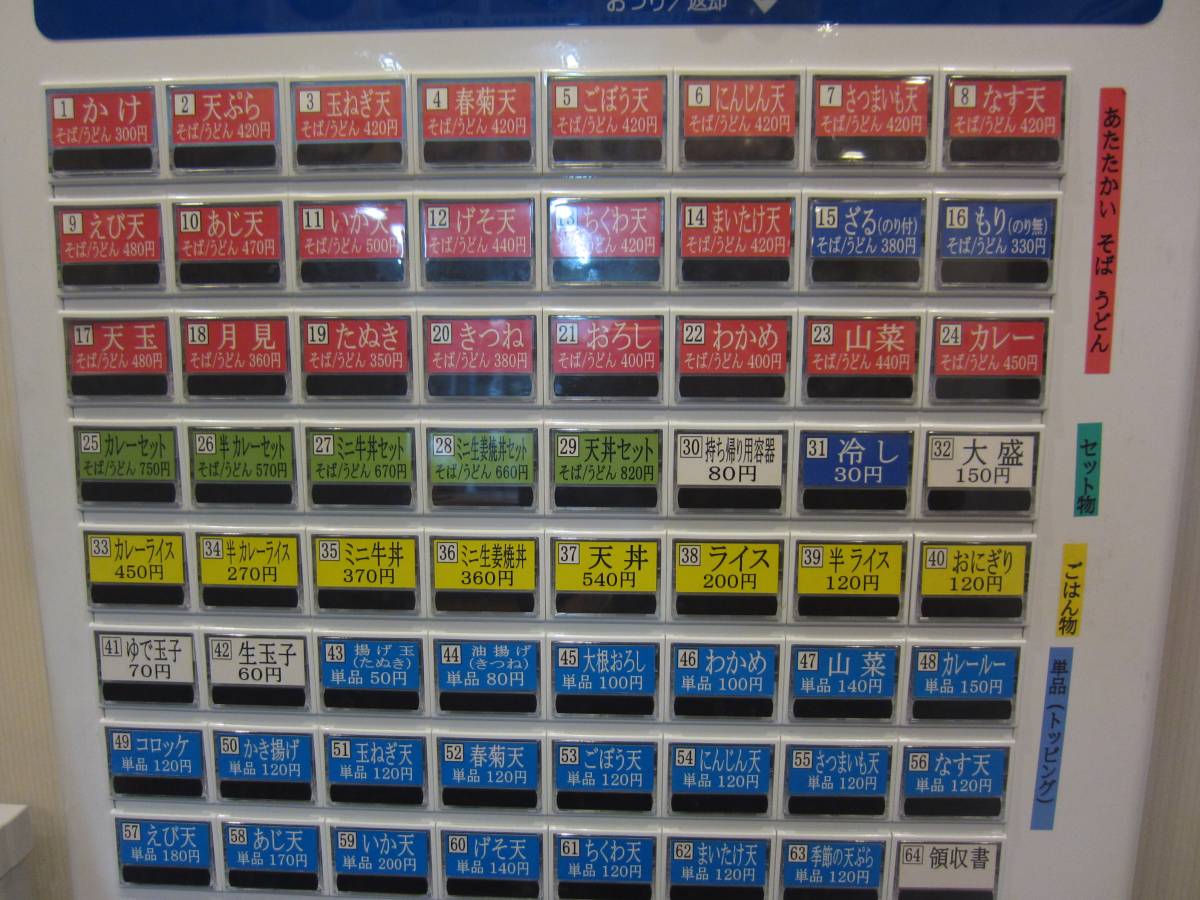 おつり/返却
1 かけ
そば/うどん 300円
2 天ぷら
そば/うどん 420円
3 玉ねぎ天
そば/うどん 420円
4 春菊天
そば/うどん 420円
5 ごぼう天
そば/うどん 420円
6 にんじん天
そば/うどん 420円
7 さつまいも天
そば/うどん 420円
8 なす天
そば/うどん 420円
9 えび天
そば/うどん 480円
10 あじ天
そば/うどん 470円
11 いか天
そば/うどん 500円
12 げそ天
そば/うどん 440円
13 ちくわ天
そば/うどん 420円
14 まいたけ天
そば/うどん 420円
15 ざる(のり付)
そば/うどん 380円
16 もり(のり無)
そば/うどん 330円
17 天玉
そば/うどん 480円
18 月見
そば/うどん 360円
19 たぬき
そば/うどん 350円
20 きつね
そば/うどん 380円
21 おろし
そば/うどん 400円
22 わかめ
そば/うどん 400円
23 山菜
そば/うどん 440円
24 カレー
そば/うどん 450円
あたたかい そば うどん
25 カレーセット
そば/うどん 750円
26 半カレーセット
そば/うどん 570円
27 ミニ牛丼セット
そば/うどん 670円
28 ミニ生姜焼丼セット
そば/うどん 660円
29 天丼セット
そば/うどん 820円
30 持ち帰り用容器
80円
31 冷し
30円
32 大盛
150円
セット物
33 カレーライス
450円
34 半カレーライス
270円
35 ミニ牛丼
370円
36 ミニ生姜焼丼
360円
37 天丼
540円
38 ライス
200円
39 半ライス
120円
40 おにぎり
120円
ごはん物
41 ゆで玉子
70円
42 生玉子
60円
43 揚げ玉
(たぬき)
単品 50円
44 油揚げ
(きつね)
単品 80円
45 大根おろし
単品 100円
46 わかめ
単品 100円
47 山菜
単品 140円
48 カレールー
単品 150円
49 コロッケ
単品 120円
50 かき揚げ
単品 120円
51 玉ねぎ天
単品 120円
52 春菊天
単品 120円
53 ごぼう天
単品 120円
54 にんじん天
単品 120円
55 さつまいも天
単品 120円
56 なす天
単品 120円
単品(トッピング)
57 えび天
単品 180円
58 あじ天
単品 170円
59 いか天
単品 200円
60 げそ天
単品 140円
61 ちくわ天
単品 120円
62 まいたけ天
単品 120円
63 季節の天ぷら
単品 120円
64 領収書